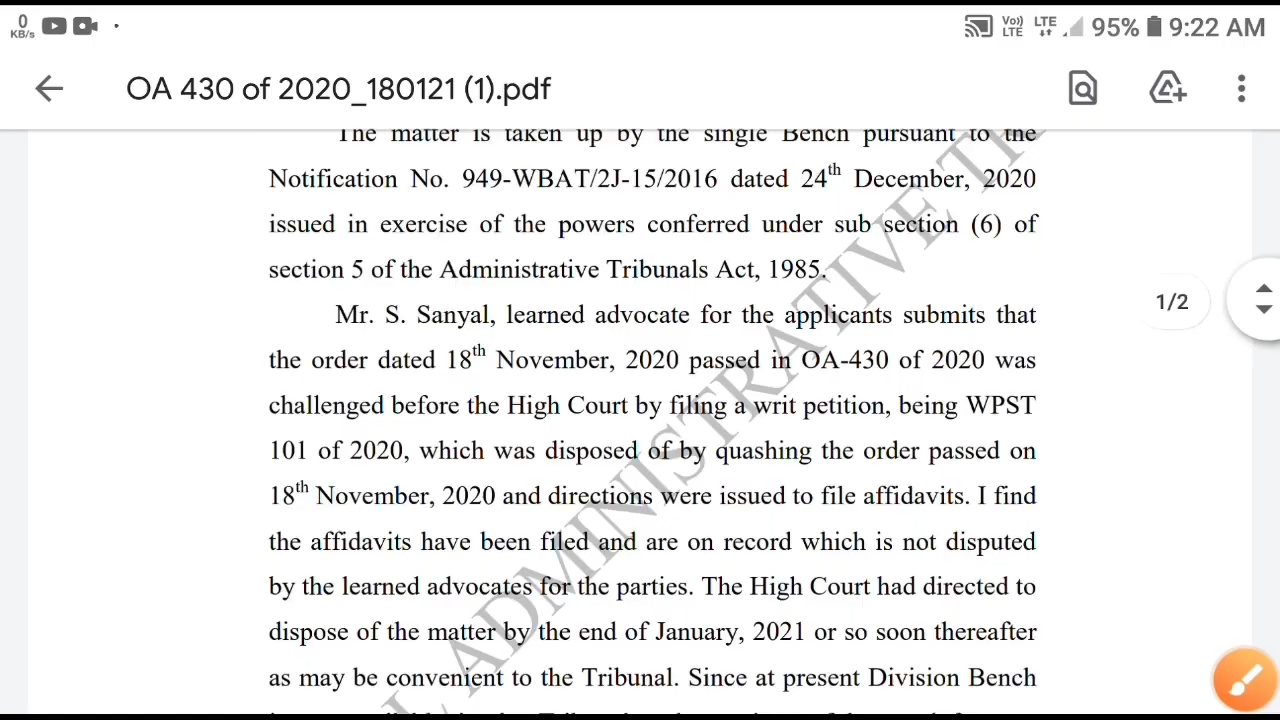 0
KB/s
Vo)) LTE LTE 95% 9:22 AM
OA 430 of 2020_180121 (1).pdf
The matter is taken up by the single Bench pursuant to the
Notification No. 949-WBAT/2J-15/2016 dated 24th December, 2020
issued in exercise of the powers conferred under sub section (6) of
section 5 of the Administrative Tribunals Act, 1985.
Mr. S. Sanyal, learned advocate for the applicants submits that
the order dated 18th November, 2020 passed in OA-430 of 2020 was
challenged before the High Court by filing a writ petition, being WPST
101 of 2020, which was disposed of by quashing the order passed on
18th November, 2020 and directions were issued to file affidavits. I find
the affidavits have been filed and are on record which is not disputed
by the learned advocates for the parties. The High Court had directed to
dispose of the matter by the end of January, 2021 or so soon thereafter
as may be convenient to the Tribunal. Since at present Division Bench
1/2
ADMINISTRATIVE